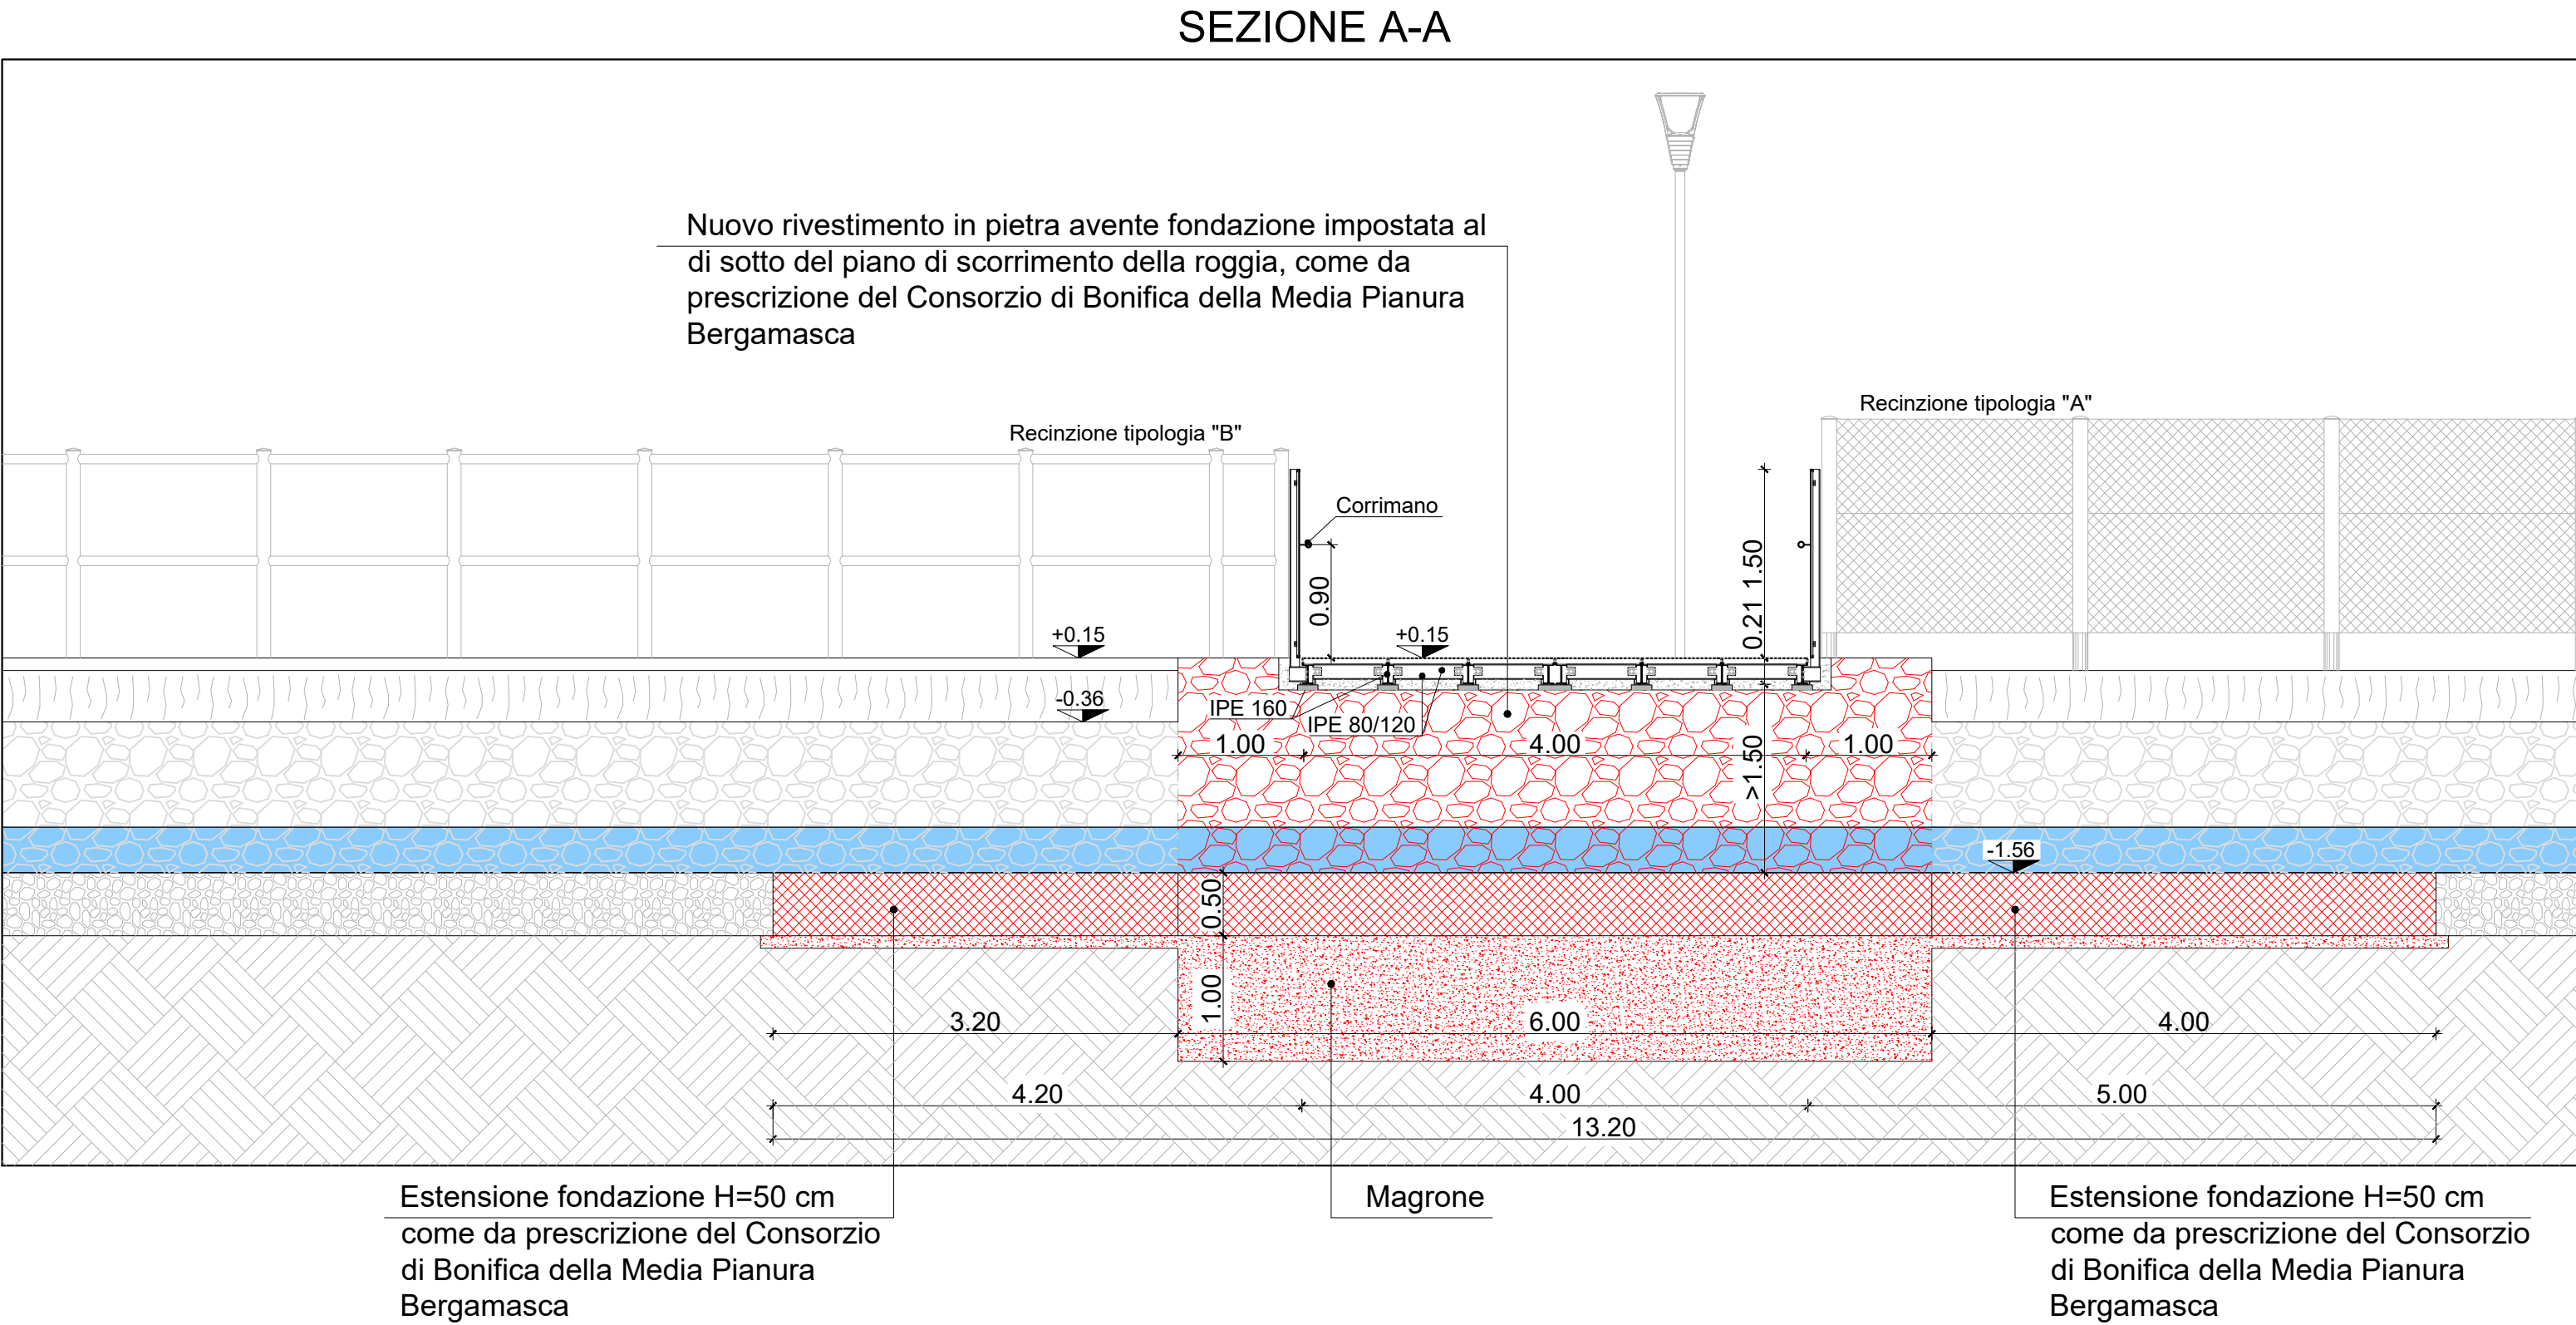 SEZIONE A-A
Nuovo rivestimento in pietra avente fondazione impostata al
di sotto del piano di scorrimento della roggia, come da
prescrizione del Consorzio di Bonifica della Media Pianura
Bergamasca
Recinzione tipologia "A"
Recinzione tipologia "B"
Corrimano
0.90
0.21 1.50
+0.15
+0.15
-0.36
IPE 160
IPE 80/120
1.00
4.00
1.00
>1.50
-1.56
0.50
1.00
3.20
6.00
4.00
4.20
4.00
5.00
13.20
Estensione fondazione H=50 cm
come da prescrizione del Consorzio
di Bonifica della Media Pianura
Bergamasca
Magrone
Estensione fondazione H=50 cm
come da prescrizione del Consorzio
di Bonifica della Media Pianura
Bergamasca